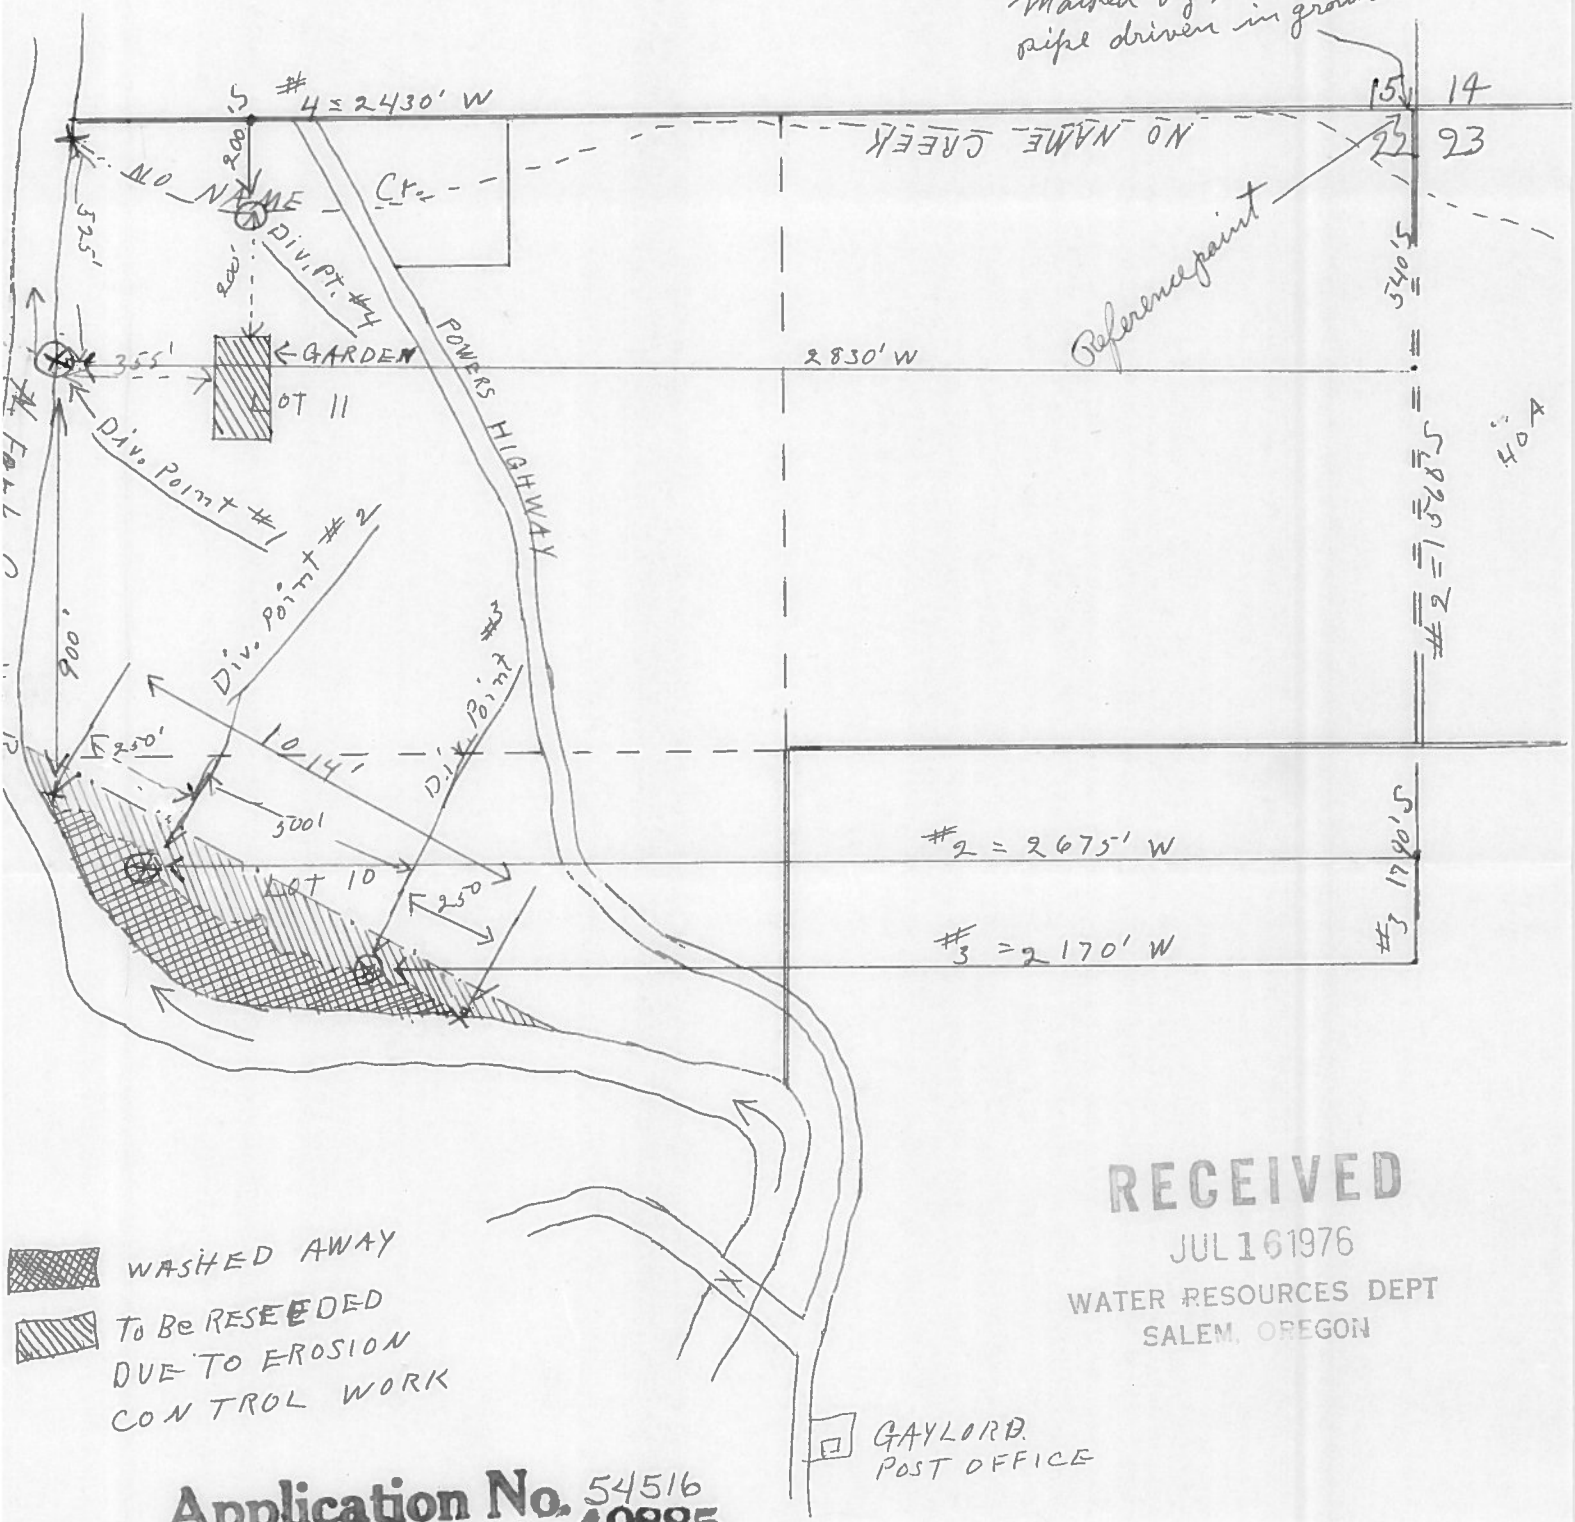 pipe driven in
#4 = 2430' W
200'S
15 14
22 23
NO NAME Cr.
NO NAME CREEK
525'
200'
Div. Pt. #4
Reference point
540'S
← GARDEN
355'
2830' W
LOT 11
POWERS HIGHWAY
Div. Point #1
40 A
Div. Point #2
#2 = 1568'S
900'
Div. Point #3
250'
1014'
500'
#2 = 2675' W
LOT 10
250
#3 1790'S
#3 = 2170' W
RECEIVED
JUL 16 1976
WATER RESOURCES DEPT
SALEM, OREGON
WASHED AWAY
To Be RESEEDED
DUE TO EROSION
CONTROL WORK
GAYLORD.
POST OFFICE
Application No. 54516